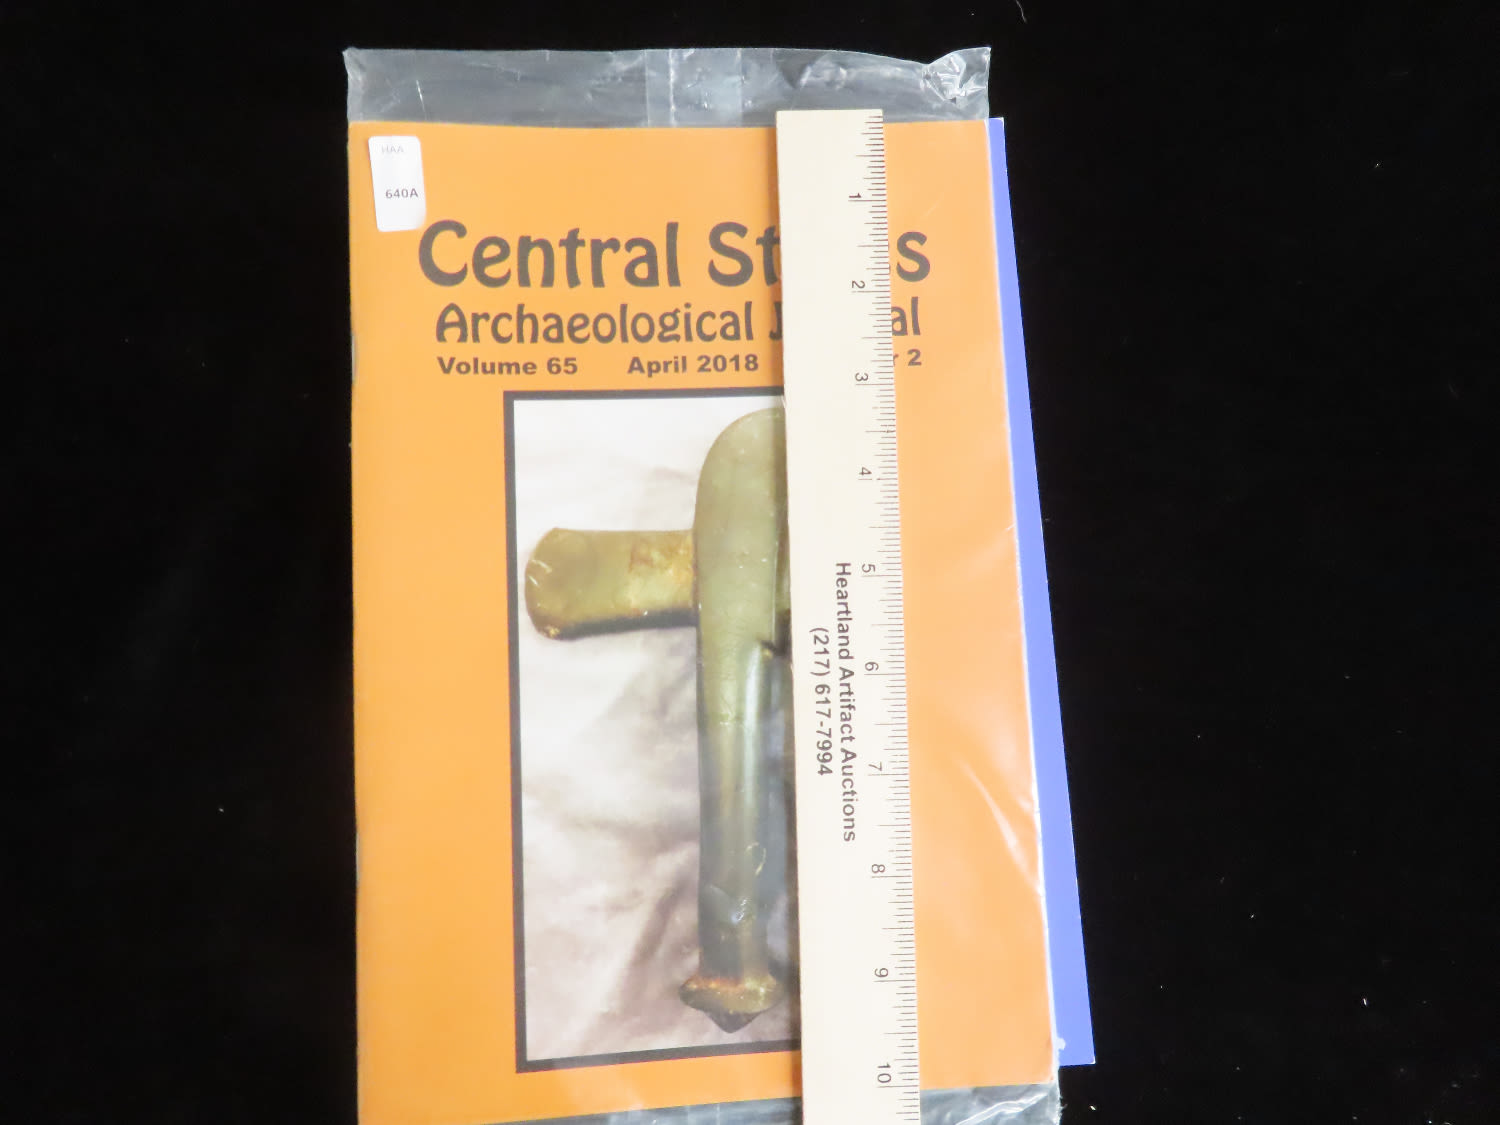 HAA
640A
Central St s
Archaeological J al
Volume 65 April 2018 2
1
2
3
4
5
6
7
8
9
10
Heartland Artifact Auctions
(217) 617-7994